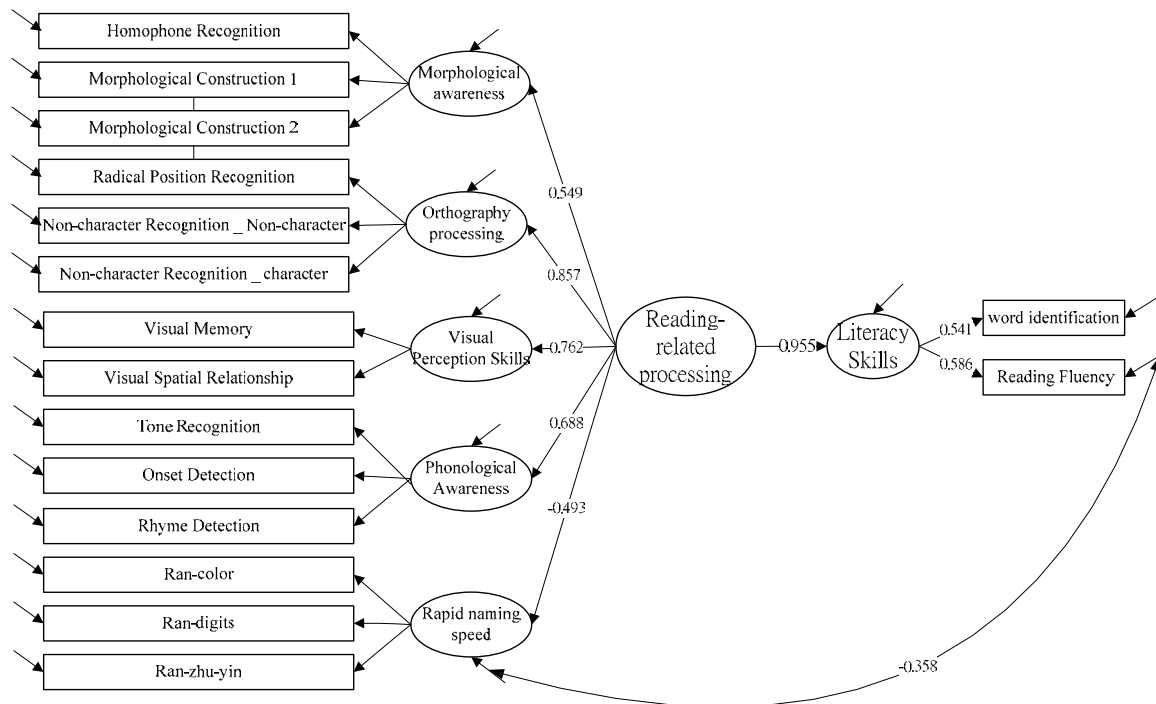 Homophone Recognition
Morphological Construction 1
Morphological Construction 2
Radical Position Recognition
Non-character Recognition _ Non-character
Non-character Recognition _ character
Visual Memory
Visual Spatial Relationship
Tone Recognition
Onset Detection
Rhyme Detection
Ran-color
Ran-digits
Ran-zhu-yin
Morphological
awareness
Orthography
processing
Visual
Perception Skills
Phonological
Awareness
Rapid naming
speed
0.549
0.857
0.762
0.688
-0.493
Reading-
related
processing
0.955
Literacy
Skills
0.541
0.586
word identification
Reading Fluency
-0.358